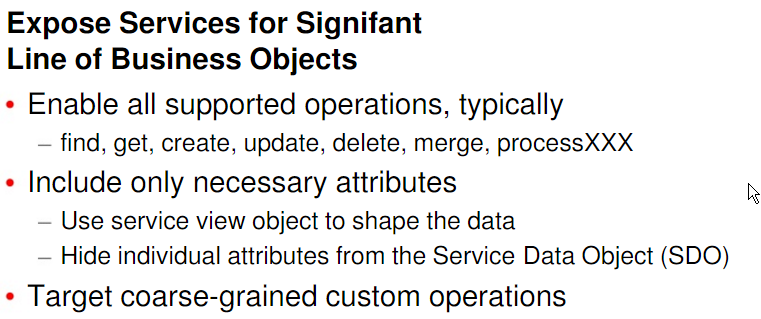 Expose Services for Signifant
Line of Business Objects
• Enable all supported operations, typically
– find, get, create, update, delete, merge, processXXX
• Include only necessary attributes
– Use service view object to shape the data
– Hide individual attributes from the Service Data Object (SDO)
• Target coarse-grained custom operations